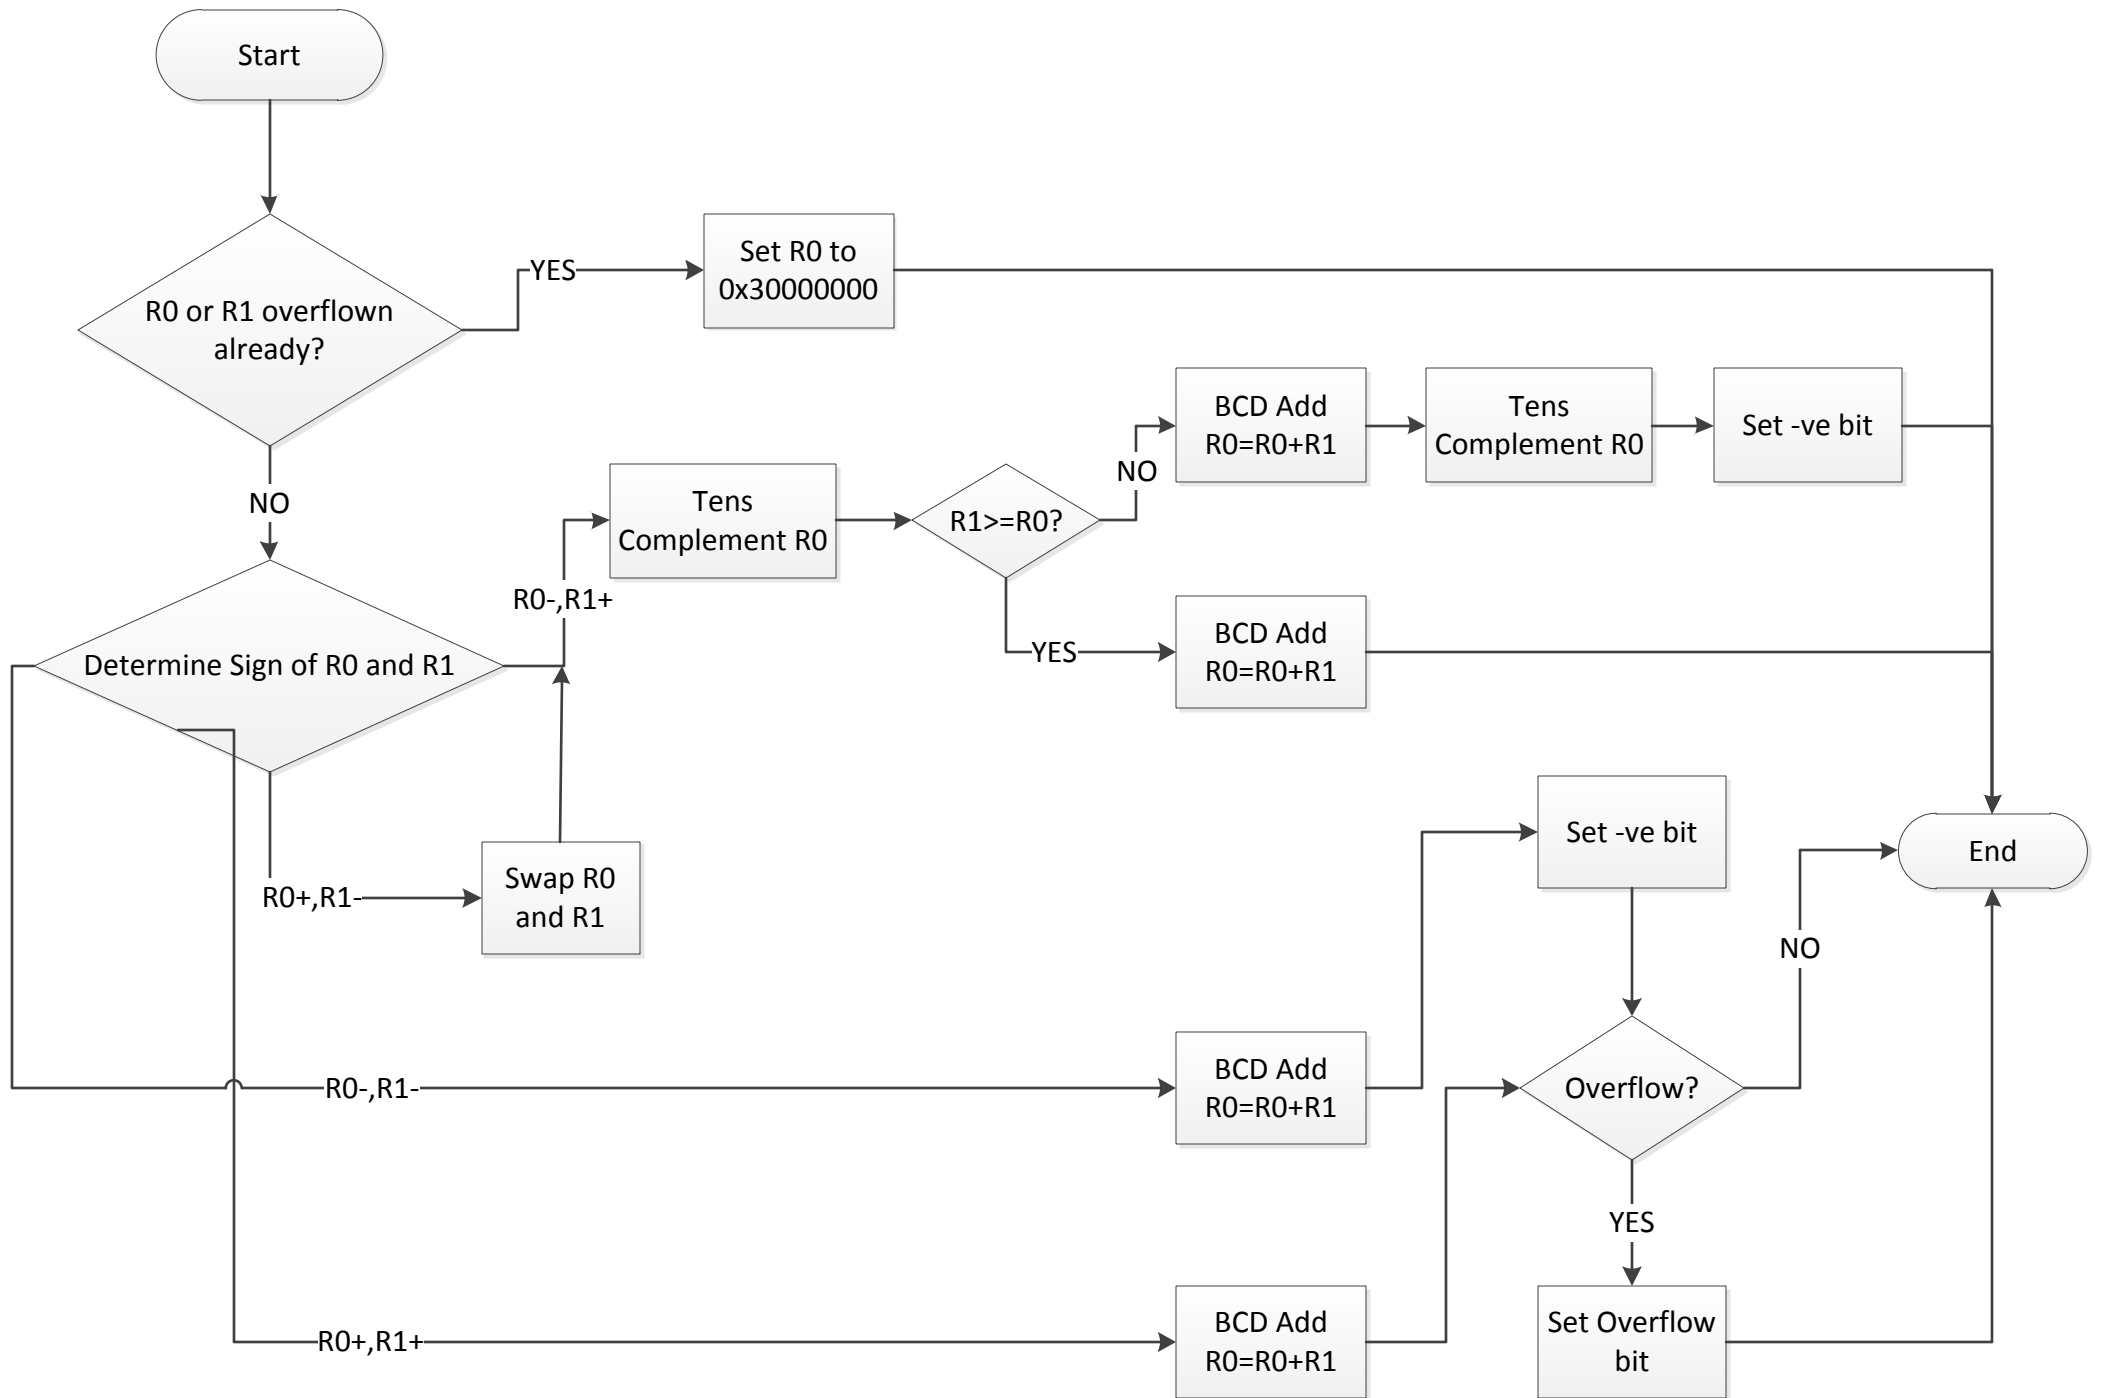 Start
R0 or R1 overflown
already?
YES
Set R0 to
0x30000000
NO
Determine Sign of R0 and R1
R0-,R1+
Tens
Complement R0
R1>=R0?
NO
BCD Add
R0=R0+R1
Tens
Complement R0
Set -ve bit
YES
BCD Add
R0=R0+R1
R0+,R1-
Swap R0
and R1
R0-,R1-
BCD Add
R0=R0+R1
Set -ve bit
Overflow?
NO
End
YES
R0+,R1+
BCD Add
R0=R0+R1
Set Overflow
bit